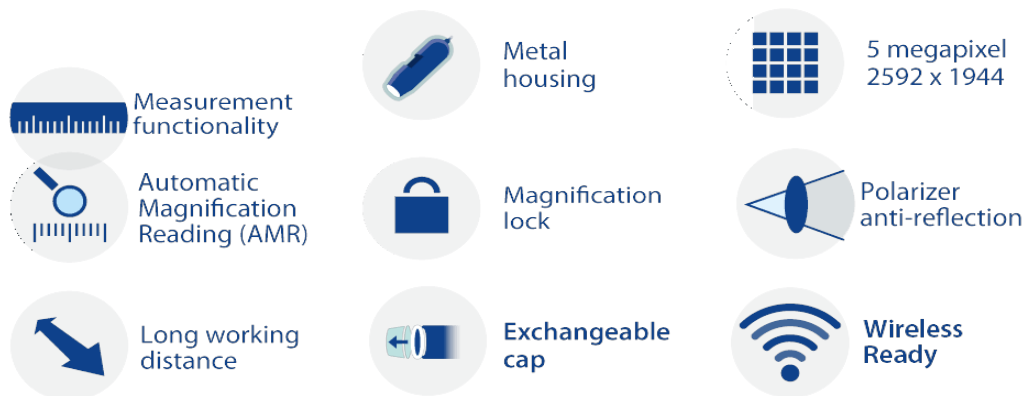 Metal
housing
5 megapixel
2592 x 1944
Measurement
functionality
Automatic
Magnification
Reading (AMR)
Magnification
lock
Polarizer
anti-reflection
Long working
distance
Exchangeable
cap
Wireless
Ready